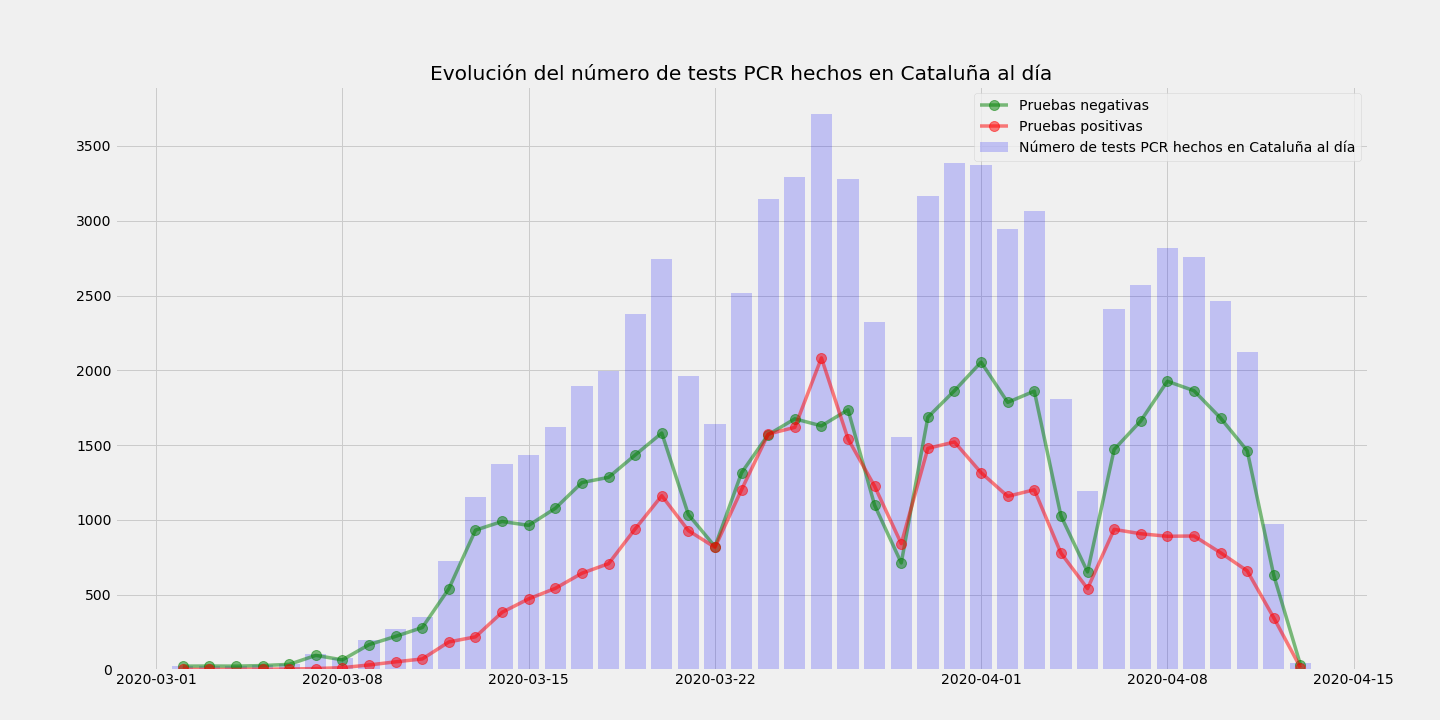 Evolución del número de tests PCR hechos en Cataluña al día
Pruebas negativas
Pruebas positivas
Número de tests PCR hechos en Cataluña al día
3500
3000
2500
2000
1500
1000
500
0
2020-03-01 2020-03-08 2020-03-15 2020-03-22 2020-04-01 2020-04-08 2020-04-15